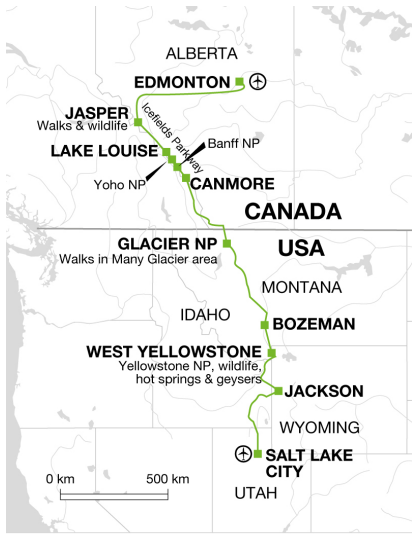 ALBERTA
EDMONTON
JASPER
Walks & wildlife
Icefields Parkway
Banff NP
LAKE LOUISE
Yoho NP
CANMORE
CANADA
GLACIER NP
USA
Walks in Many Glacier area
MONTANA
IDAHO
BOZEMAN
WEST YELLOWSTONE
Yellowstone NP, wildlife,
hot springs & geysers
JACKSON
WYOMING
SALT LAKE
CITY
0 km 500 km
UTAH